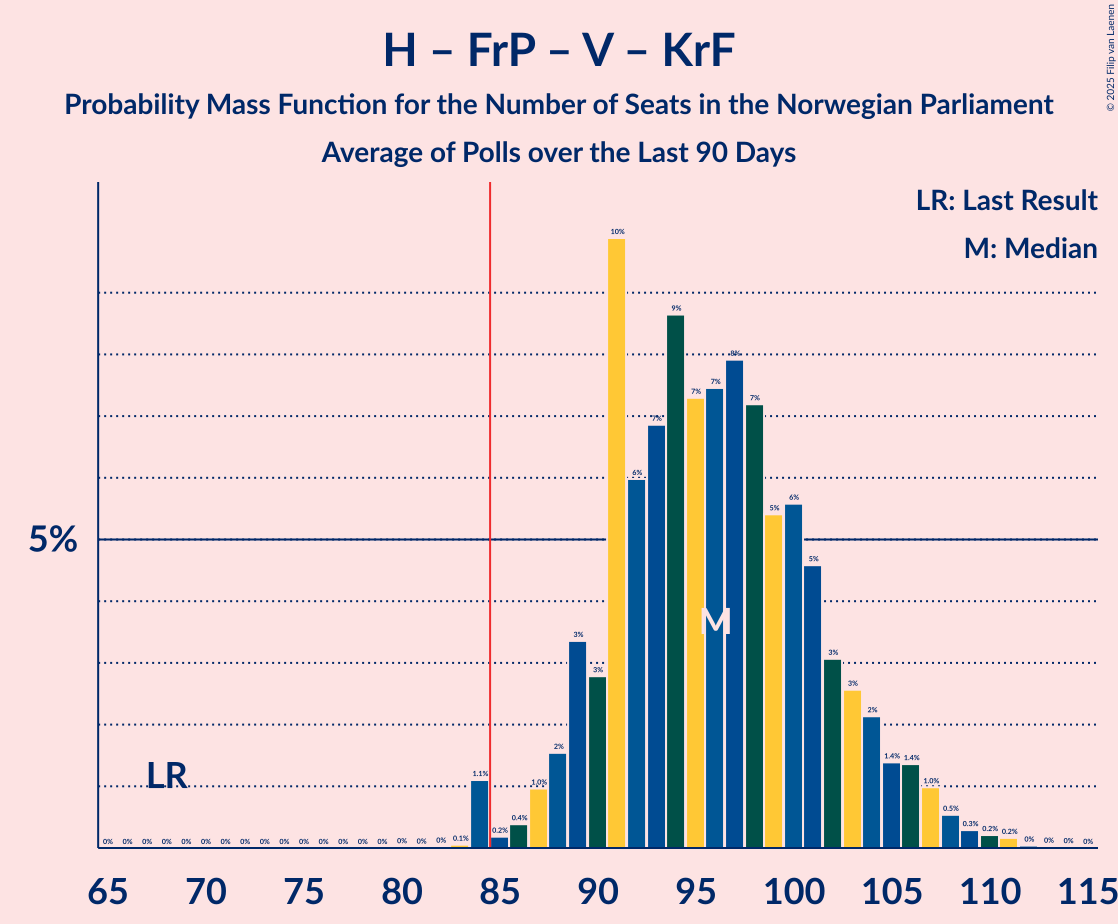 H – FrP – V – KrF
Probability Mass Function for the Number of Seats in the Norwegian Parliament
Average of Polls over the Last 90 Days
© 2025 Filip van Laenen
LR: Last Result
M: Median
10%
9%
8%
7% 7% 7% 7%
6% 6%
5% 5%
5%
M
3% 3% 3% 3%
2% 2%
LR
1.1% 1.4% 1.4%
1.0% 1.0%
0% 0% 0% 0% 0% 0% 0% 0% 0% 0% 0% 0% 0% 0% 0% 0% 0% 0% 0.1% 0.2% 0.4% 0.5% 0.3% 0.2% 0.2% 0% 0% 0% 0%
65 70 75 80 85 90 95 100 105 110 115